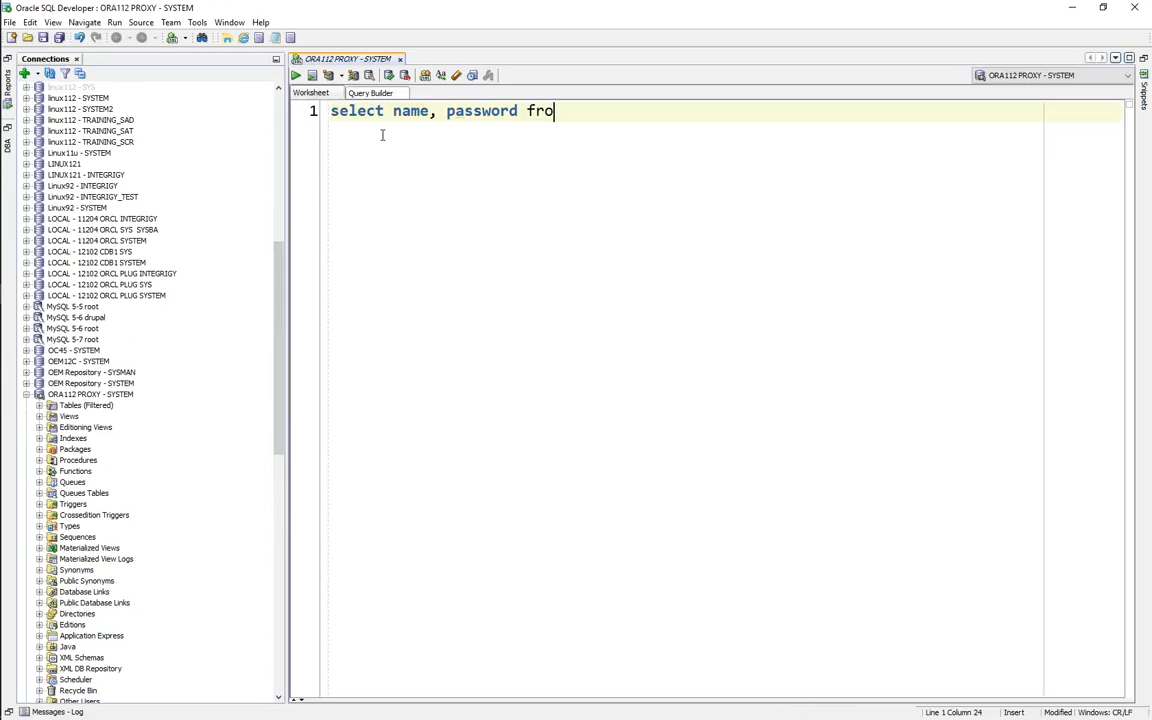 Oracle SQL Developer : ORA112 PROXY - SYSTEM
File Edit View Navigate Run Source Team Tools Window Help
Connections
Reports
DBA
linux112 - SYS
linux112 - SYSTEM
linux112 - SYSTEM2
linux112 - TRAINING_SAD
linux112 - TRAINING_SAT
linux112 - TRAINING_SCR
Linux11u - SYSTEM
LINUX121
LINUX121 - INTEGRIGY
Linux92 - INTEGRIGY
Linux92 - INTEGRIGY_TEST
Linux92 - SYSTEM
LOCAL - 11204 ORCL INTEGRIGY
LOCAL - 11204 ORCL SYS SYSBA
LOCAL - 11204 ORCL SYSTEM
LOCAL - 12102 CDB1 SYS
LOCAL - 12102 CDB1 SYSTEM
LOCAL - 12102 ORCL PLUG INTEGRIGY
LOCAL - 12102 ORCL PLUG SYS
LOCAL - 12102 ORCL PLUG SYSTEM
MySQL 5-5 root
MySQL 5-6 drupal
MySQL 5-6 root
MySQL 5-7 root
OC45 - SYSTEM
OEM12C - SYSTEM
OEM Repository - SYSMAN
OEM Repository - SYSTEM
ORA112 PROXY - SYSTEM
Tables (Filtered)
Views
Editioning Views
Indexes
Packages
Procedures
Functions
Queues
Queues Tables
Triggers
Crossedition Triggers
Types
Sequences
Materialized Views
Materialized View Logs
Synonyms
Public Synonyms
Database Links
Public Database Links
Directories
Editions
Application Express
Java
XML Schemas
XML DB Repository
Scheduler
Recycle Bin
Other Users
ORA112 PROXY - SYSTEM
ORA112 PROXY - SYSTEM
Worksheet Query Builder
1 select name, password fro
Snippets
Messages - Log
Line 1 Column 24 Insert Modified Windows: CR/LF